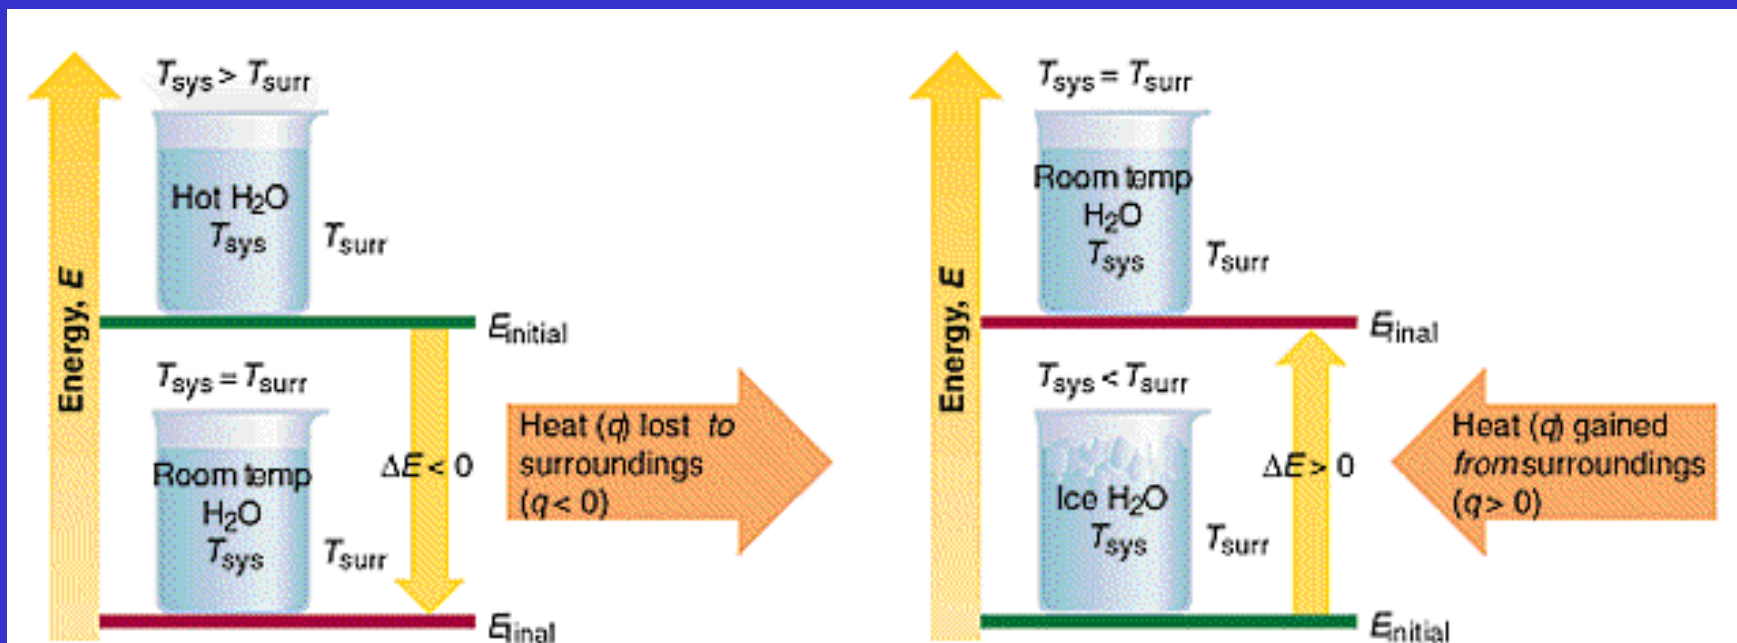 Tsys > Tsurr
Hot H2O
Tsys
Tsurr
Energy, E
Einitial
Tsys = Tsurr
Room temp
H2O
Tsys
Tsurr
ΔE < 0
Heat (q) lost to
surroundings
(q < 0)
Efinal
Tsys = Tsurr
Room temp
H2O
Tsys
Tsurr
Energy, E
Efinal
Tsys < Tsurr
Ice H2O
Tsys
Tsurr
ΔE > 0
Heat (q) gained
from surroundings
(q > 0)
Einitial